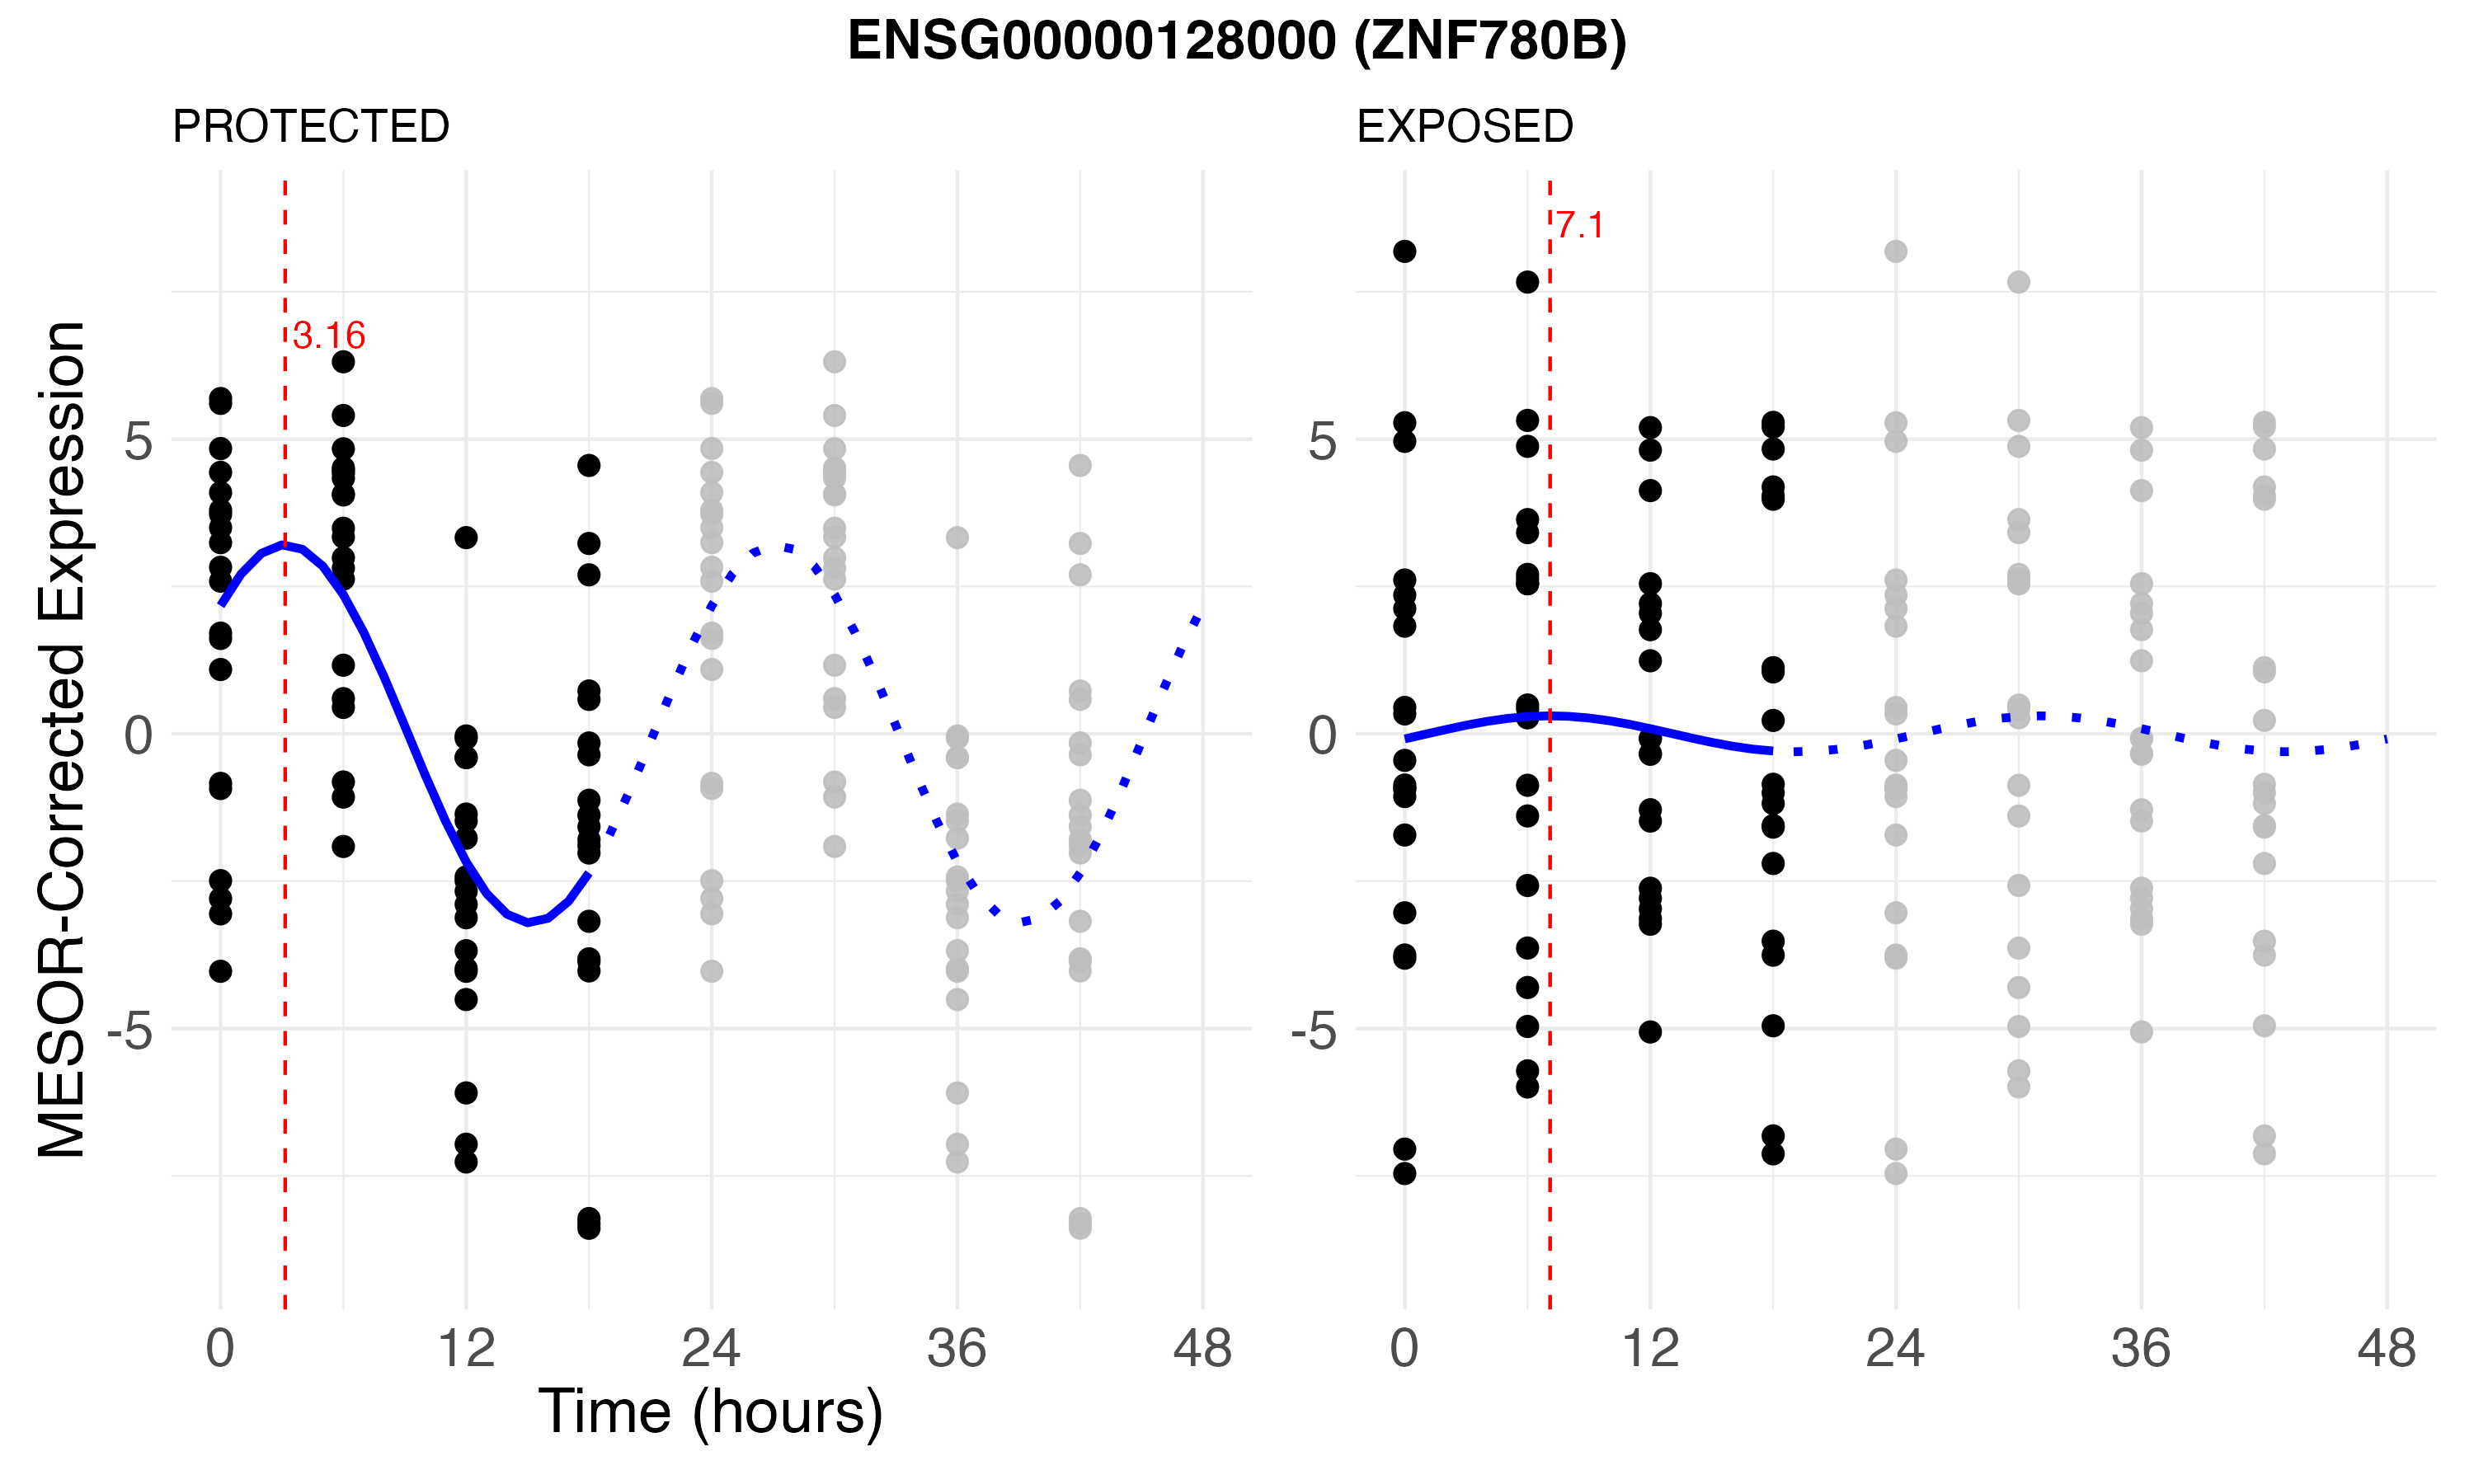 ENSG00000128000 (ZNF780B)
PROTECTED
EXPOSED
MESOR-Corrected Expression
3.16
7.1
5
0
-5
5
0
-5
0 12 24 36 48
0 12 24 36 48
Time (hours)